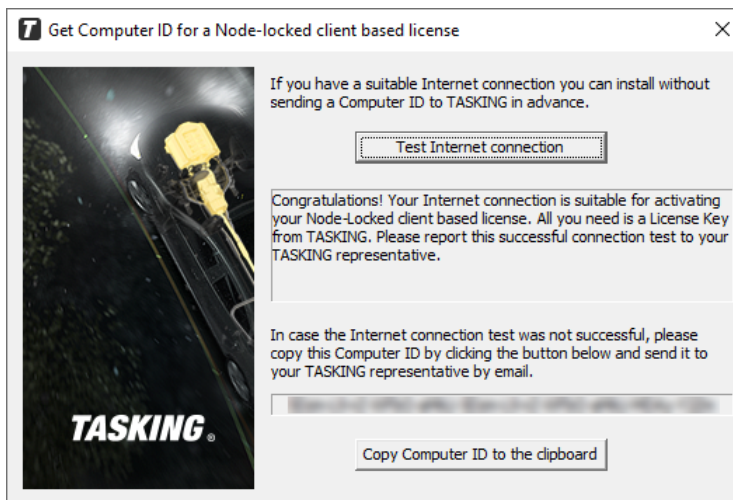 Get Computer ID for a Node-locked client based license
If you have a suitable Internet connection you can install without
sending a Computer ID to TASKING in advance.
Test Internet connection
Congratulations! Your Internet connection is suitable for activating
your Node-Locked client based license. All you need is a License Key
from TASKING. Please report this successful connection test to your
TASKING representative.
In case the Internet connection test was not successful, please
copy this Computer ID by clicking the button below and send it to
your TASKING representative by email.
TASKING®
Copy Computer ID to the clipboard